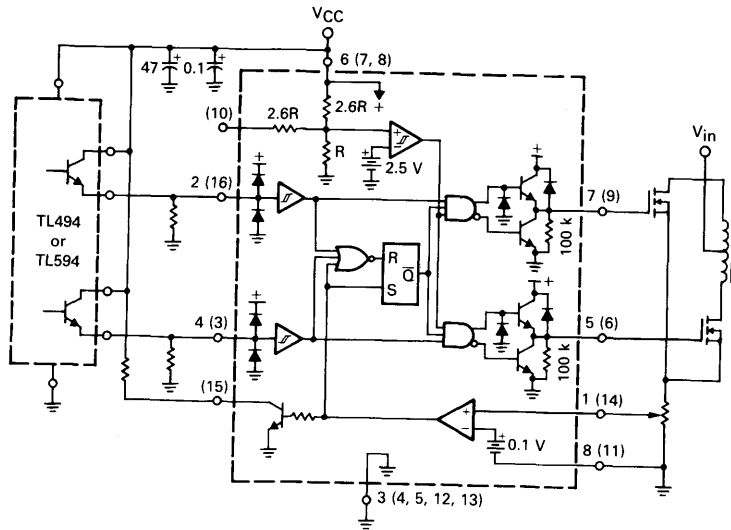 VCC
6 (7, 8)
47
+
0.1
+
+
(10)
2.6R
2.6R
R
+
−
+
2.5 V
Vin
+
+
2 (16)
7 (9)
100 k
TL494
or
TL594
R
Q
S
+
+
4 (3)
5 (6)
100 k
(15)
1 (14)
+
−
+
0.1 V
8 (11)
3 (4, 5, 12, 13)